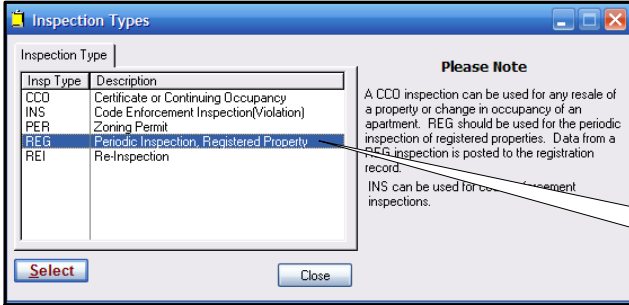 Inspection Types
Inspection Type
Insp Type Description
CCO Certificate or Continuing Occupancy
INS Code Enforcement Inspection(Violation)
PER Zoning Permit
REG Periodic Inspection, Registered Property
REI Re-Inspection
Select
Close
Please Note
A CCO inspection can be used for any resale of
a property or change in occupancy of an
apartment. REG should be used for the periodic
inspection of registered properties. Data from a
REG inspection is posted to the registration
record.
INS can be used for
inspections.